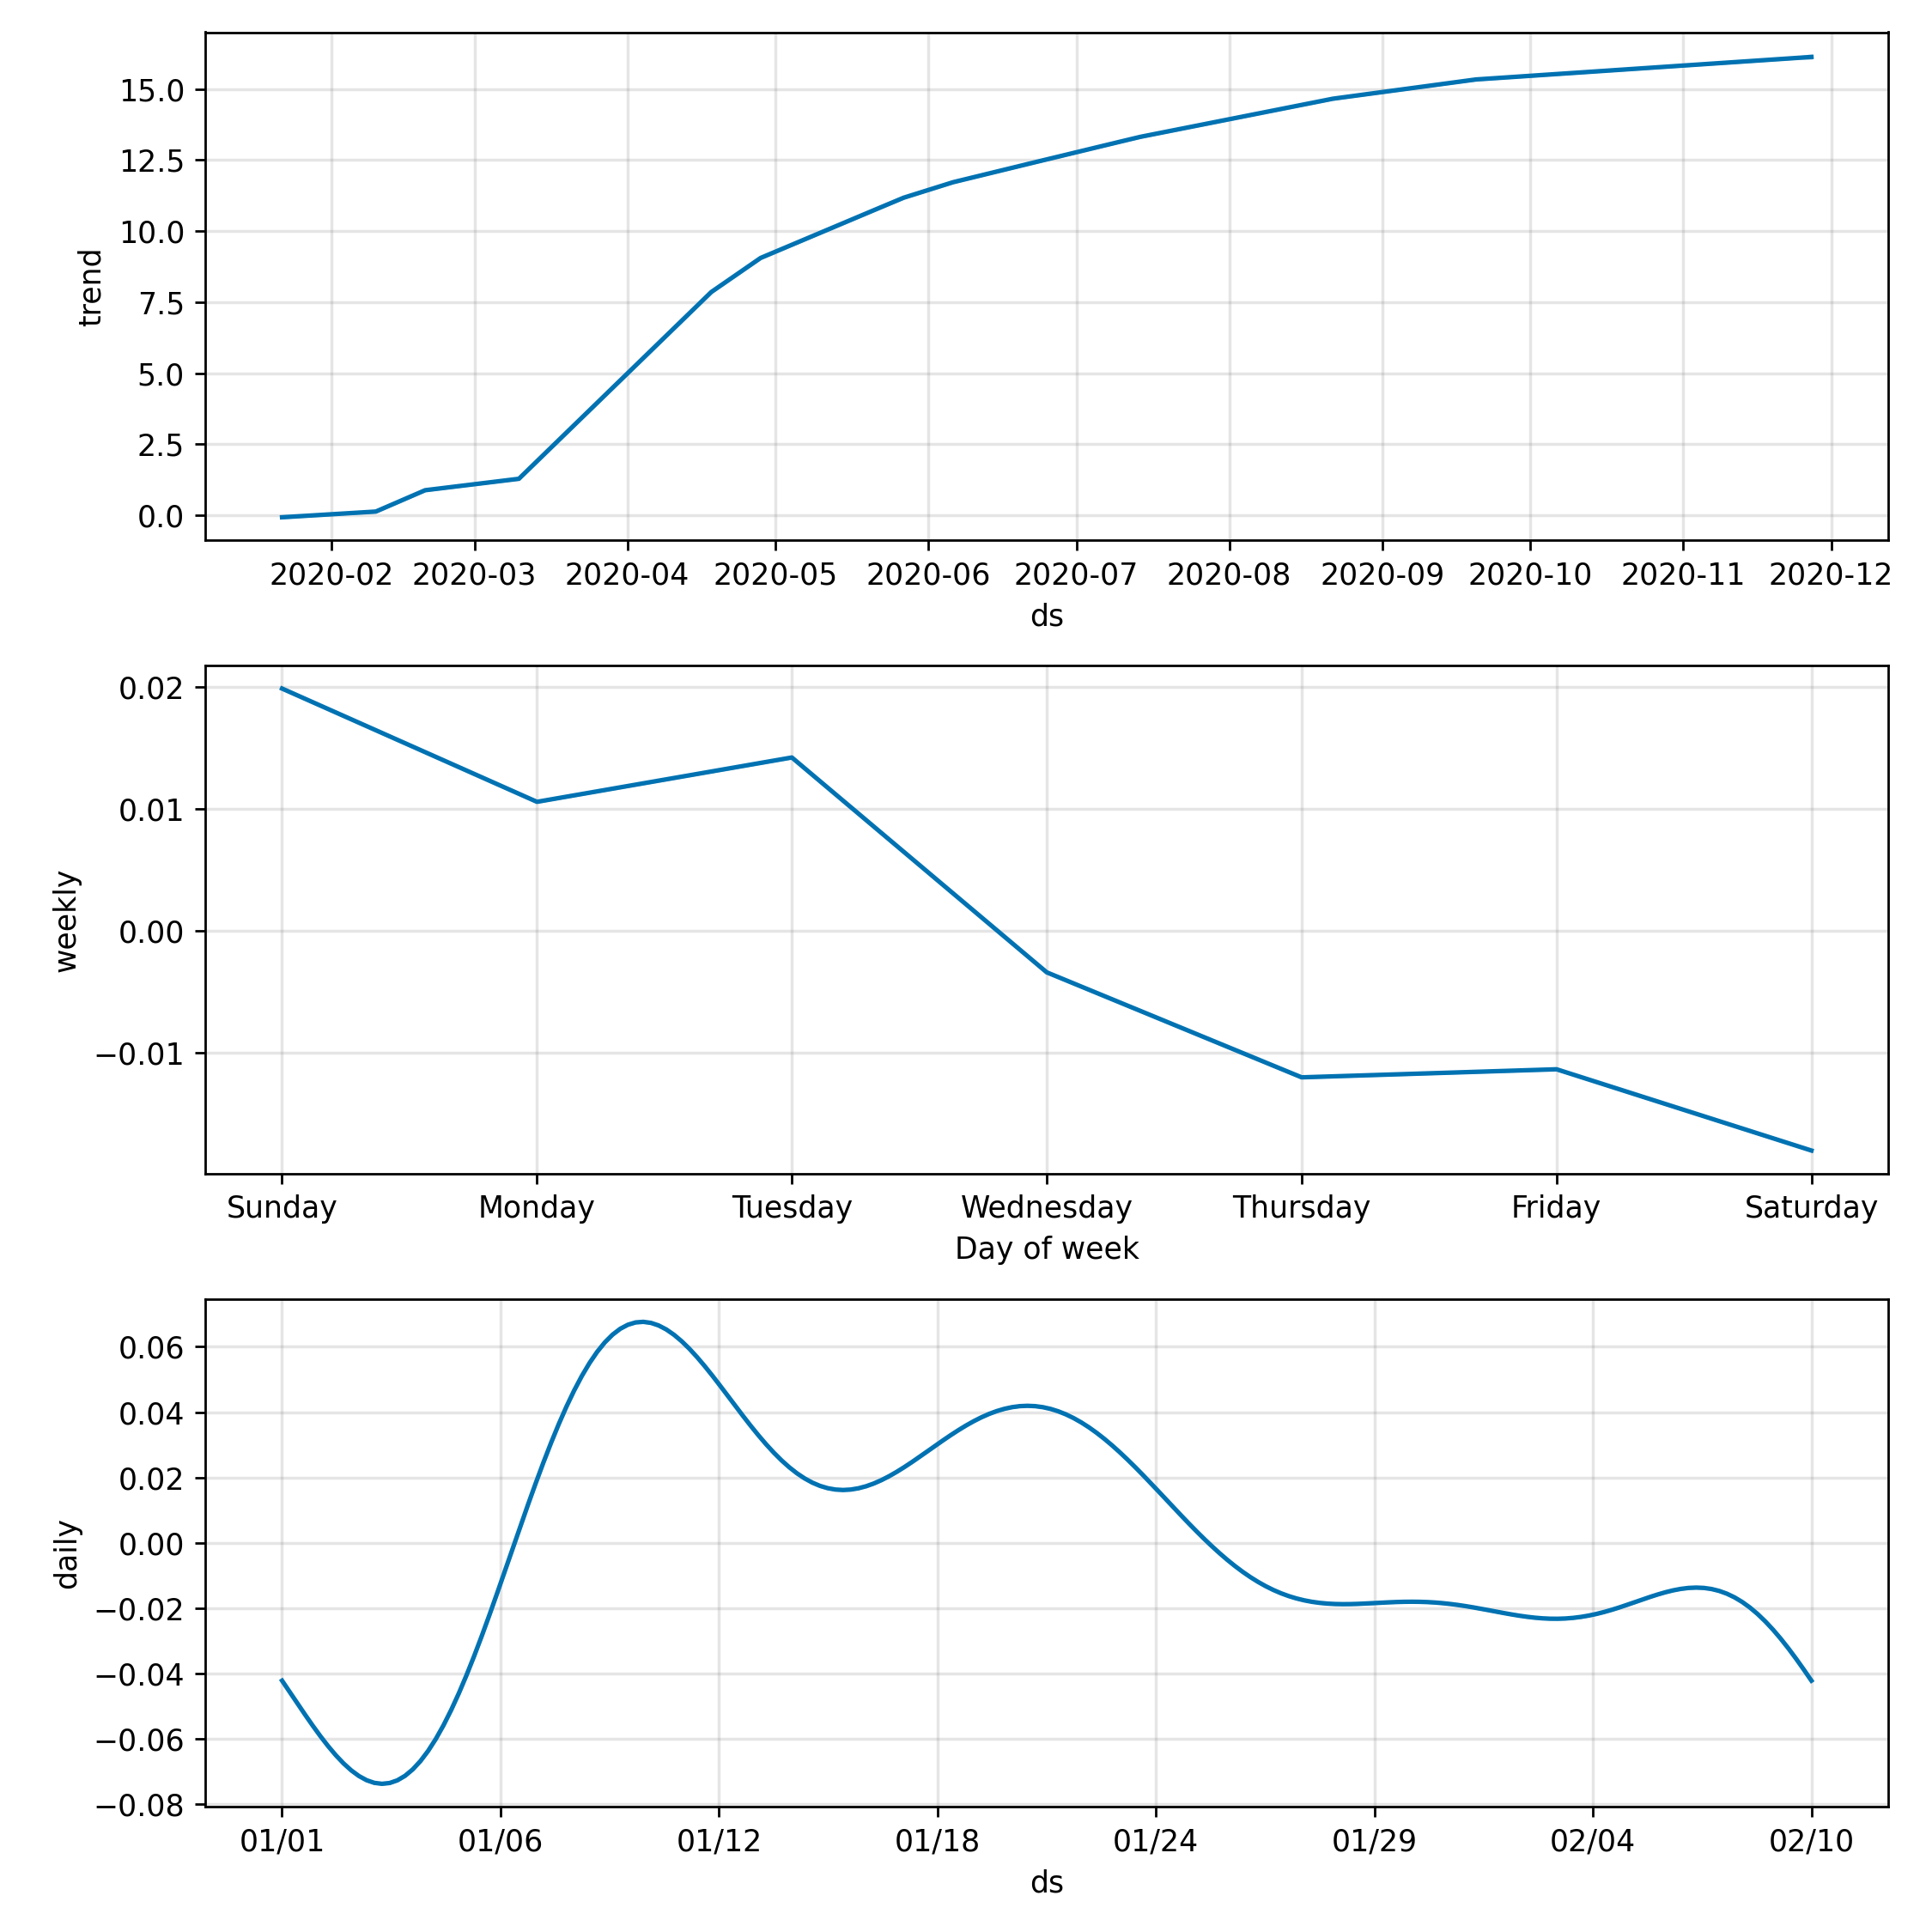 trend
15.0
12.5
10.0
7.5
5.0
2.5
0.0
2020-02 2020-03 2020-04 2020-05 2020-06 2020-07 2020-08 2020-09 2020-10 2020-11 2020-12
ds
weekly
0.02
0.01
0.00
−0.01
Sunday Monday Tuesday Wednesday Thursday Friday Saturday
Day of week
daily
0.06
0.04
0.02
0.00
−0.02
−0.04
−0.06
−0.08
01/01 01/06 01/12 01/18 01/24 01/29 02/04 02/10
ds